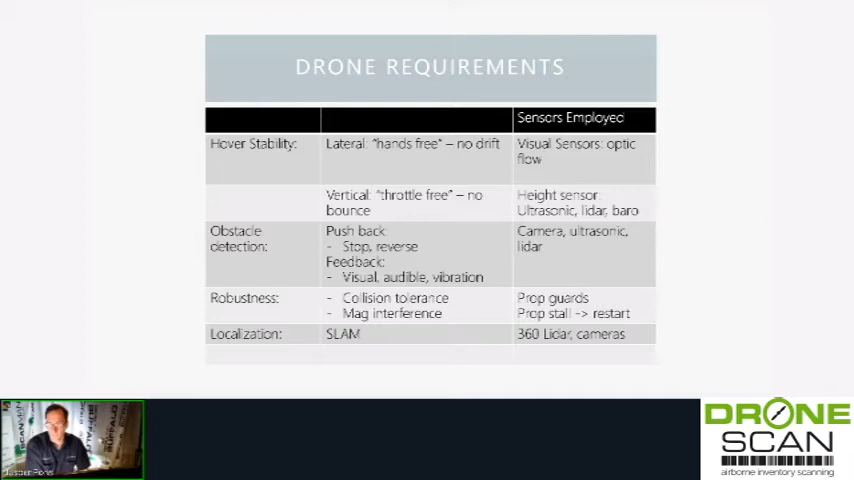 DRONE REQUIREMENTS
Sensors Employed
Hover Stability:
Lateral: "hands free" – no drift
Visual Sensors: optic
flow
Vertical: "throttle free" – no
bounce
Height sensor:
Ultrasonic, lidar, baro
Obstacle
detection:
Push back:
- Stop, reverse
Feedback:
- Visual, audible, vibration
Camera, ultrasonic,
lidar
Robustness:
- Collision tolerance
- Mag interference
Prop guards
Prop stall -> restart
Localization:
SLAM
360 Lidar, cameras
SCANMAN
BUFFALO
DRONE
SCAN
airborne inventory scanning